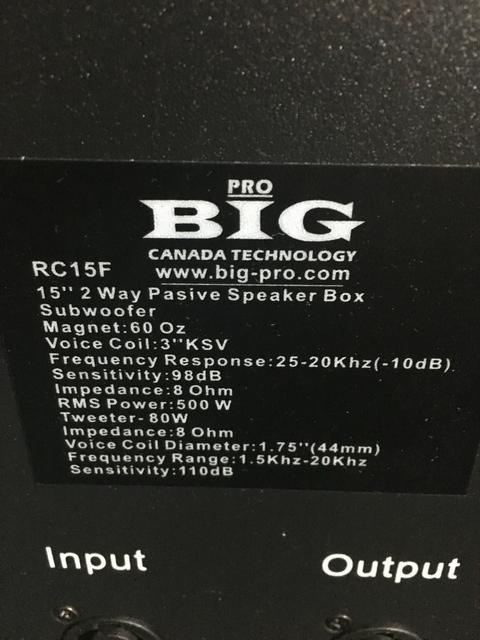 PRO
BIG
CANADA TECHNOLOGY
RC15F
www.big-pro.com
15" 2 Way Pasive Speaker Box
Subwoofer
Magnet:60 Oz
Voice Coil:3"KSV
Frequency Response:25-20Khz(-10dB)
Sensitivity:98dB
Impedance:8 Ohm
RMS Power:500 W
Tweeter-80W
Impedance:8 Ohm
Voice Coil Diameter:1.75"(44mm)
Frequency Range:1.5Khz-20Khz
Sensitivity:110dB
Input
Output